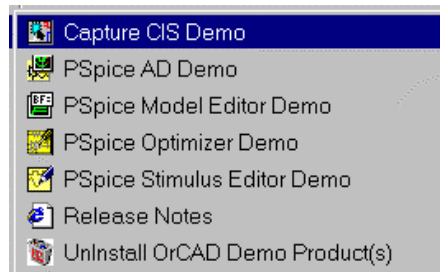 Capture CIS Demo
PSpice AD Demo
PSpice Model Editor Demo
PSpice Optimizer Demo
PSpice Stimulus Editor Demo
Release Notes
UnInstall OrCAD Demo Product(s)